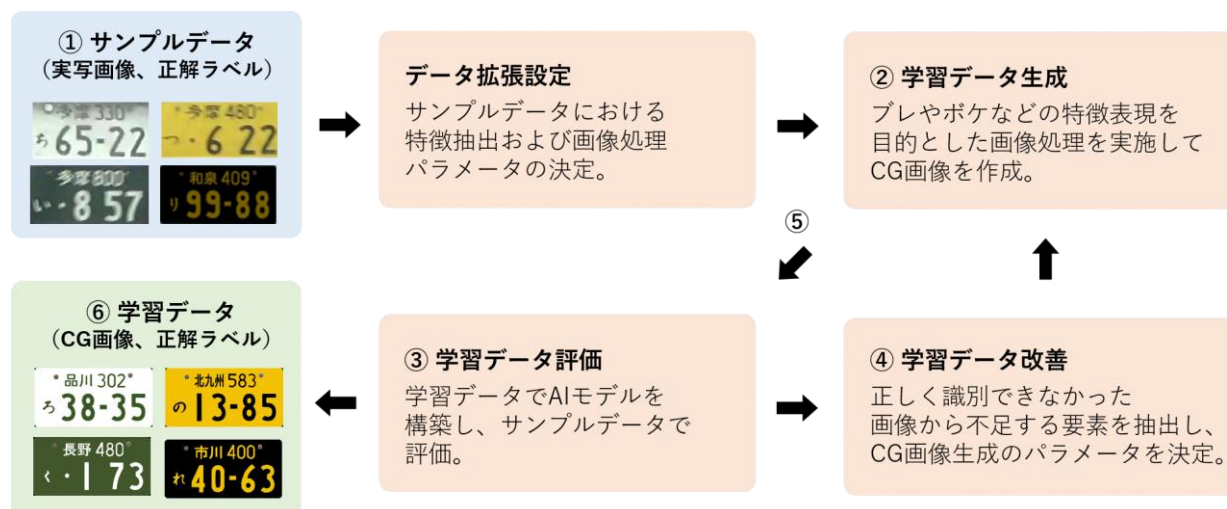 ① サンプルデータ
（実写画像、正解ラベル）
多摩 330
ち 65-22
多摩 480
つ ・・6 22
多摩 800
い ・8 57
和泉 409
り 99-88
データ拡張設定
サンプルデータにおける
特徴抽出および画像処理
パラメータの決定。
② 学習データ生成
ブレやボケなどの特徴表現を
目的とした画像処理を実施して
CG画像を作成。
⑤
⑥ 学習データ
（CG画像、正解ラベル）
品川 302
ろ 38-35
北九州 583
の 13-85
長野 480
く ・1 73
市川 400
れ 40-63
③ 学習データ評価
学習データでAIモデルを
構築し、サンプルデータで
評価。
④ 学習データ改善
正しく識別できなかった
画像から不足する要素を抽出し、
CG画像生成のパラメータを決定。